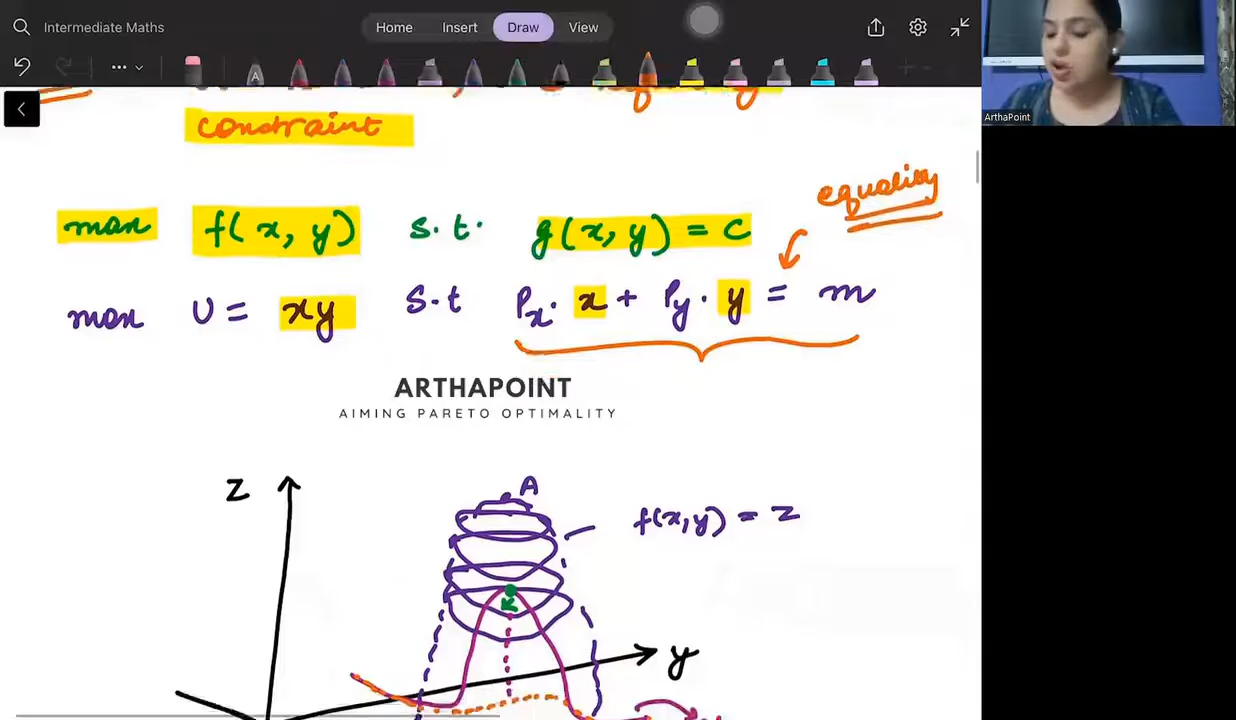 Intermediate Maths
Home Insert Draw View
A
ArthaPoint
constraint
equality
max f(x, y) s.t. g(x, y) = c
max U = xy s.t Px. x + Py. y = m
ARTHAPOINT
AIMING PARETO OPTIMALITY
Z
A
f(x,y) = z
y